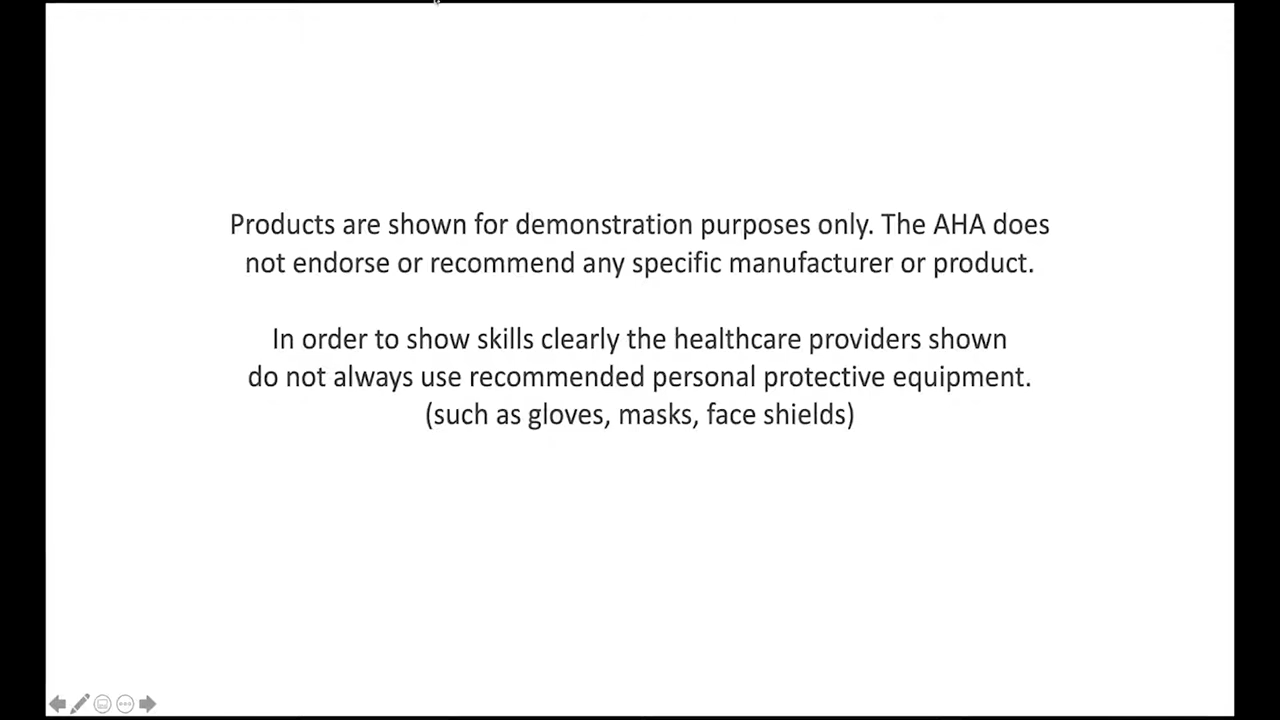 Products are shown for demonstration purposes only. The AHA does
not endorse or recommend any specific manufacturer or product.
In order to show skills clearly the healthcare providers shown
do not always use recommended personal protective equipment.
(such as gloves, masks, face shields)